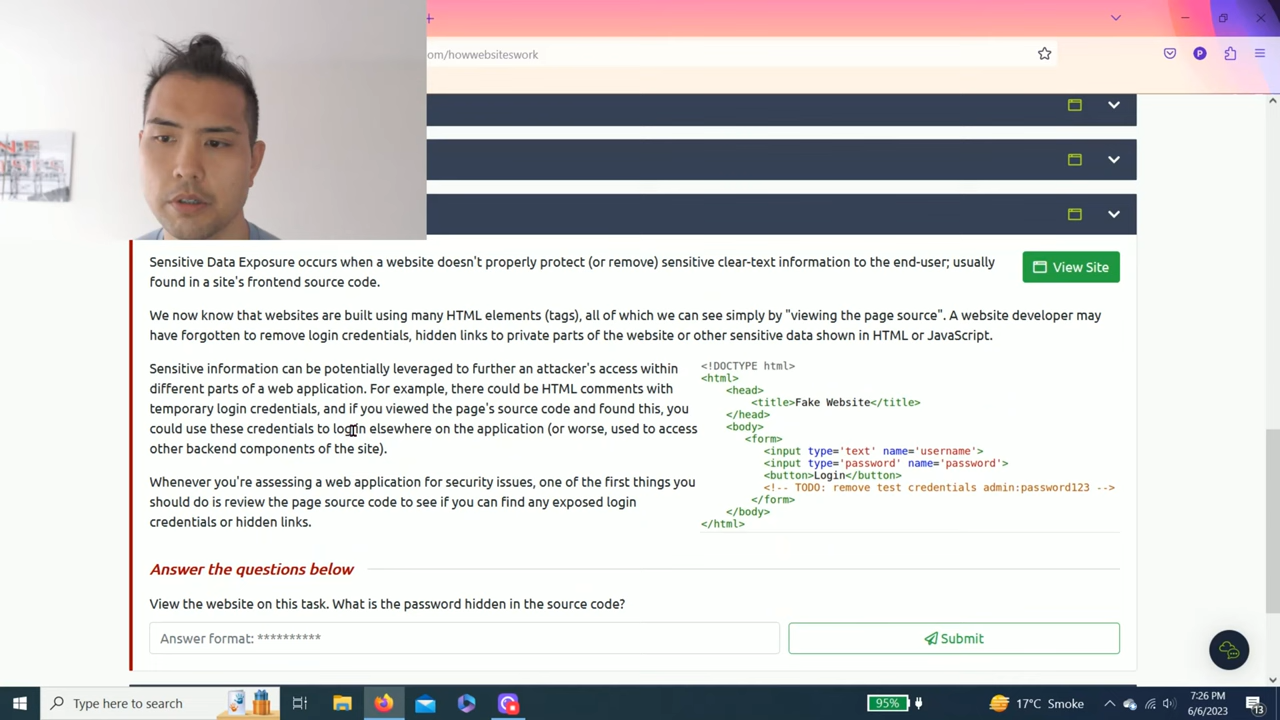 om/howwebsiteswork
Sensitive Data Exposure occurs when a website doesn't properly protect (or remove) sensitive clear-text information to the end-user; usually
found in a site's frontend source code.
View Site
We now know that websites are built using many HTML elements (tags), all of which we can see simply by "viewing the page source". A website developer may
have forgotten to remove login credentials, hidden links to private parts of the website or other sensitive data shown in HTML or JavaScript.
Sensitive information can be potentially leveraged to further an attacker's access within
different parts of a web application. For example, there could be HTML comments with
temporary login credentials, and if you viewed the page's source code and found this, you
could use these credentials to login elsewhere on the application (or worse, used to access
other backend components of the site).
Whenever you're assessing a web application for security issues, one of the first things you
should do is review the page source code to see if you can find any exposed login
credentials or hidden links.
<!DOCTYPE html>
<html>
<head>
<title>Fake Website</title>
</head>
<body>
<form>
<input type='text' name='username'>
<input type='password' name='password'>
<button>Login</button>
<!-- TODO: remove test credentials admin:password123 -->
</form>
</body>
</html>
Answer the questions below
View the website on this task. What is the password hidden in the source code?
Answer format: **********
Submit
Type here to search
95%
17°C Smoke
7:26 PM
6/6/2023
13